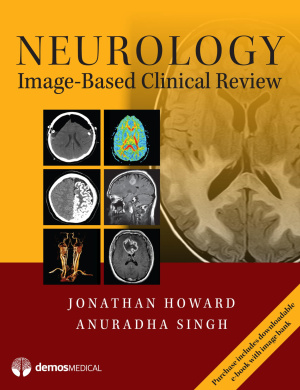 NEUROLOGY
Image-Based Clinical Review
JONATHAN HOWARD
ANURADHA SINGH
Purchase includes downloadable
e-book with image bank
demosMEDICAL